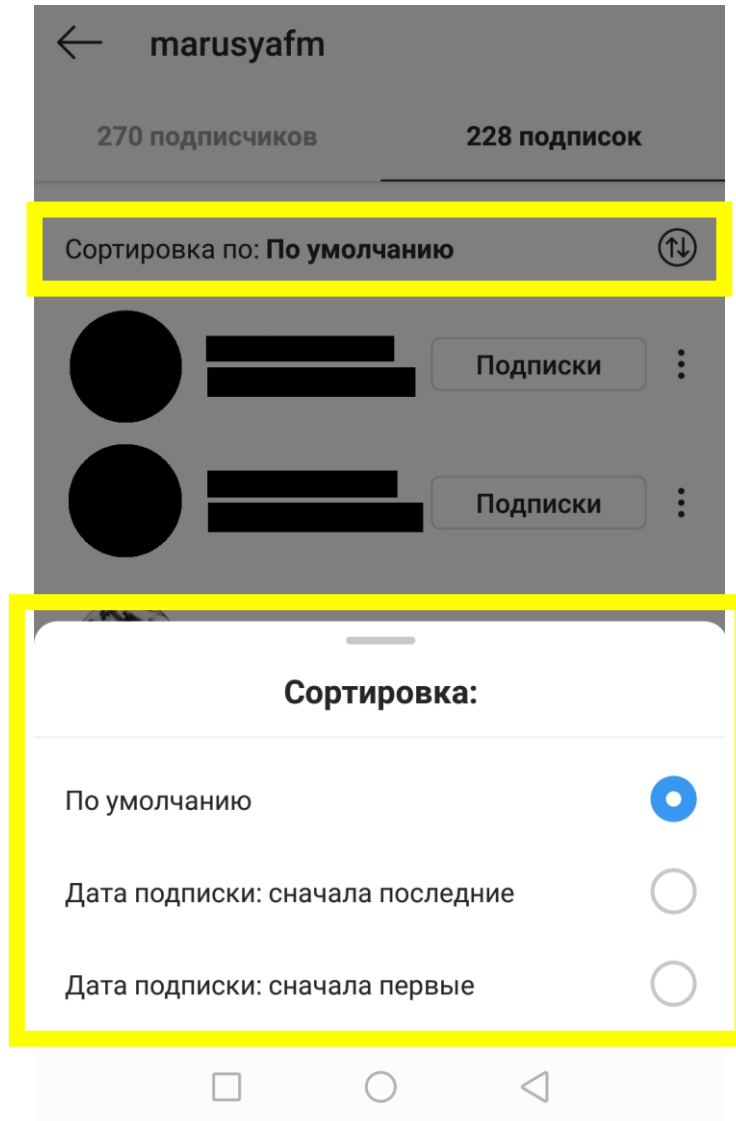 marusyafm
270 подписчиков 228 подписок
Сортировка по: По умолчанию
Подписки
Подписки
Сортировка:
По умолчанию
Дата подписки: сначала последние
Дата подписки: сначала первые